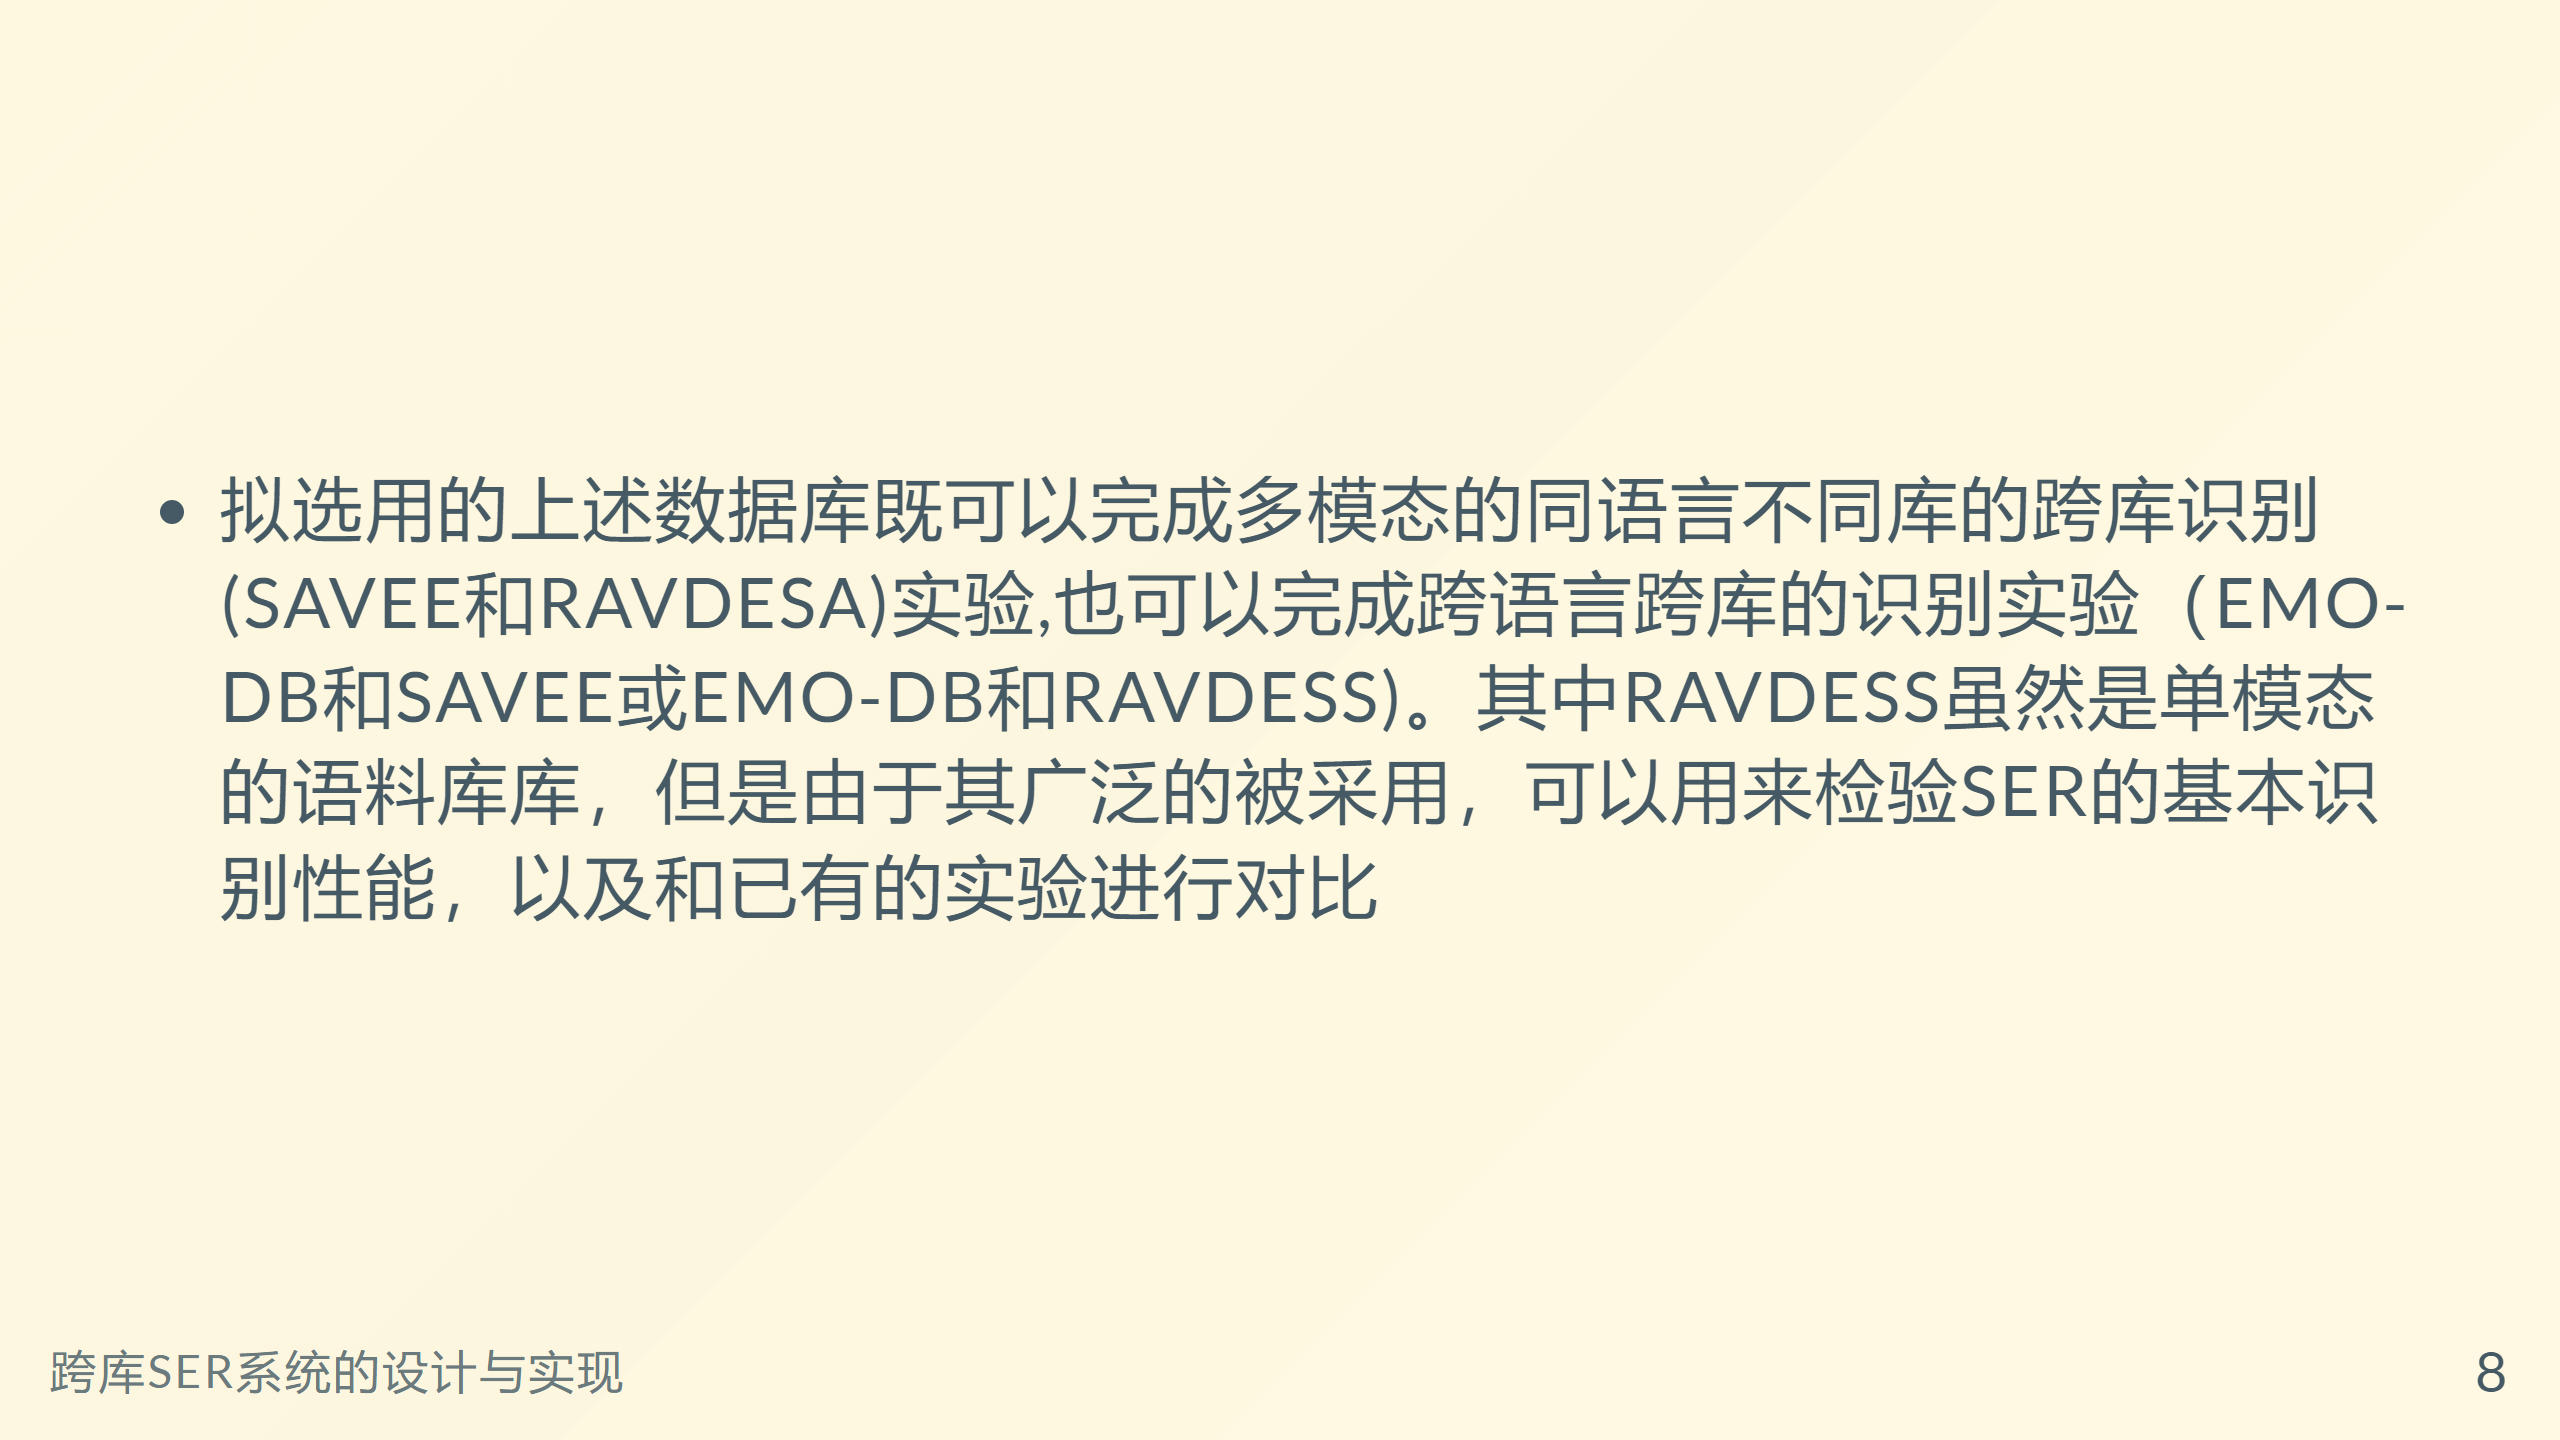 • 拟选用的上述数据库既可以完成多模态的同语言不同库的跨库识别
(SAVEE和RAVDESA)实验,也可以完成跨语言跨库的识别实验（EMO-
DB和SAVEE或EMO-DB和RAVDESS)。其中RAVDESS虽然是单模态
的语料库库，但是由于其广泛的被采用，可以用来检验SER的基本识
别性能，以及和已有的实验进行对比
跨库SER系统的设计与实现
8